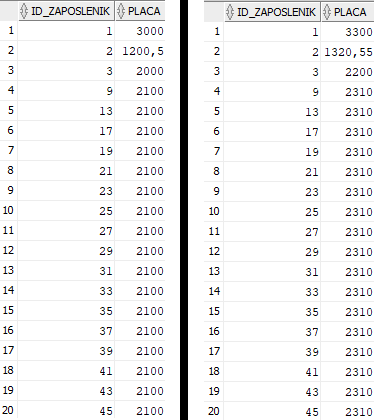 ID_ZAPOSLENIK PLACA
1 1 3000
2 2 1200,5
3 3 2000
4 9 2100
5 13 2100
6 17 2100
7 19 2100
8 21 2100
9 23 2100
10 25 2100
11 27 2100
12 29 2100
13 31 2100
14 33 2100
15 35 2100
16 37 2100
17 39 2100
18 41 2100
19 43 2100
20 45 2100
ID_ZAPOSLENIK PLACA
1 1 3300
2 2 1320,55
3 3 2200
4 9 2310
5 13 2310
6 17 2310
7 19 2310
8 21 2310
9 23 2310
10 25 2310
11 27 2310
12 29 2310
13 31 2310
14 33 2310
15 35 2310
16 37 2310
17 39 2310
18 41 2310
19 43 2310
20 45 2310